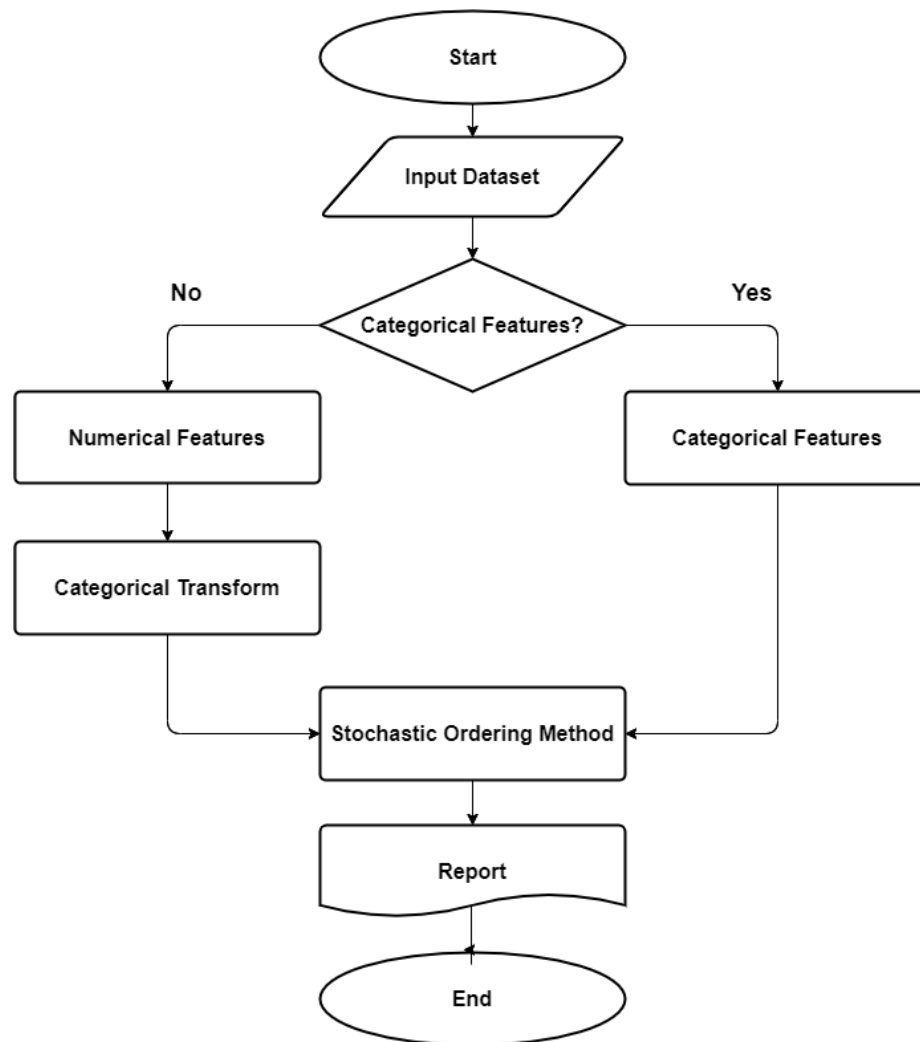 Start
Input Dataset
No
Yes
Categorical Features?
Numerical Features
Categorical Features
Categorical Transform
Stochastic Ordering Method
Report
End